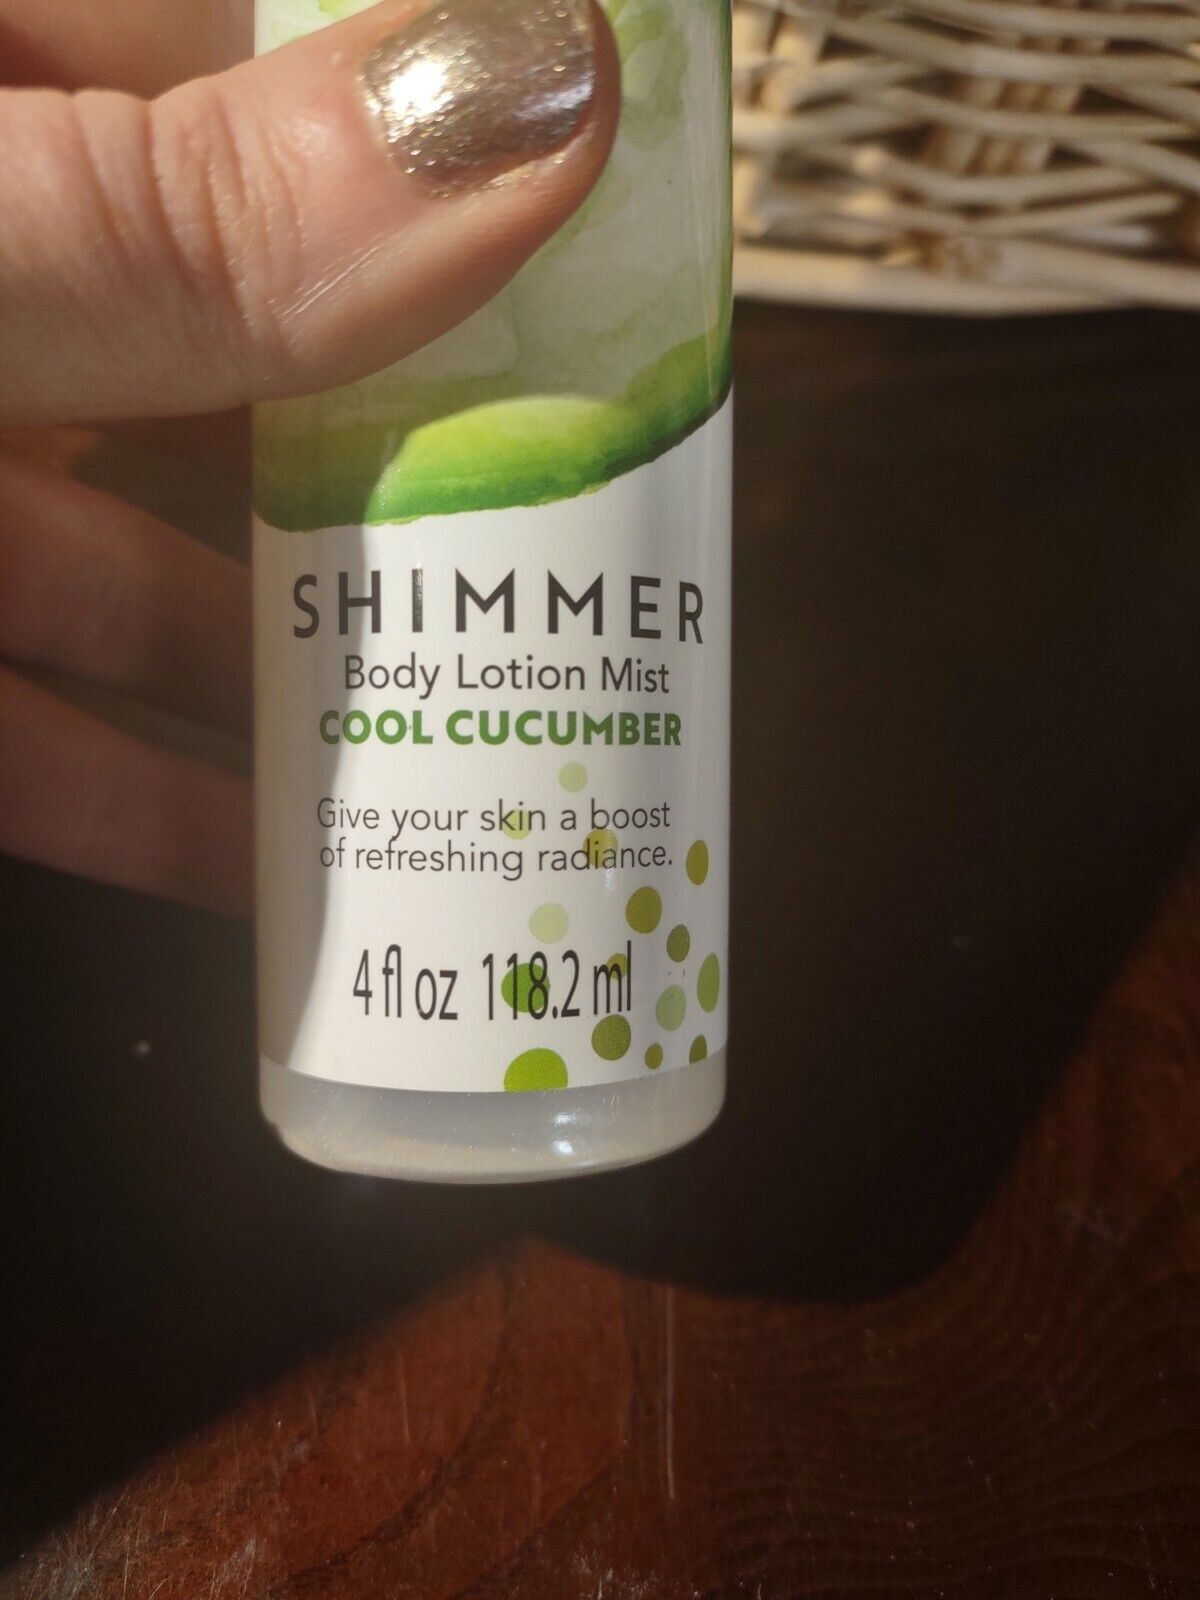 SHIMMER
Body Lotion Mist
COOL CUCUMBER
Give your skin a boost
of refreshing radiance.
4 fl oz 118.2 ml